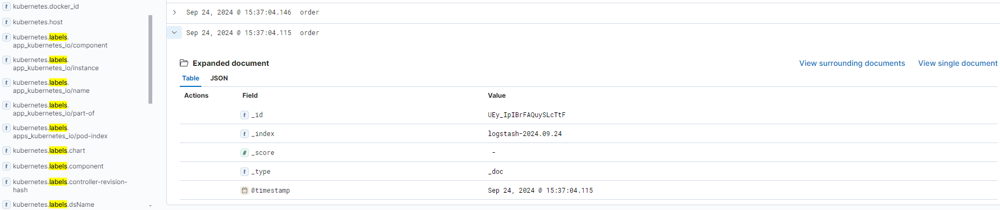 kubernetes.docker_id
kubernetes.host
kubernetes.labels.
app_kubernetes_io/component
kubernetes.labels.
app_kubernetes_io/instance
kubernetes.labels.
app_kubernetes_io/name
kubernetes.labels.
app_kubernetes_io/part-of
kubernetes.labels.
apps_kubernetes_io/pod-index
kubernetes.labels.chart
kubernetes.labels.component
kubernetes.labels.controller-revision-
hash
kubernetes.labels.dsName
Sep 24, 2024 @ 15:37:04.146 order
Sep 24, 2024 @ 15:37:04.115 order
Expanded document View surrounding documents View single document
Table JSON
Actions Field Value
t _id UEy_IpIBrFAQuySLcTtF
t _index logstash-2024.09.24
# _score -
t _type _doc
@timestamp Sep 24, 2024 @ 15:37:04.115